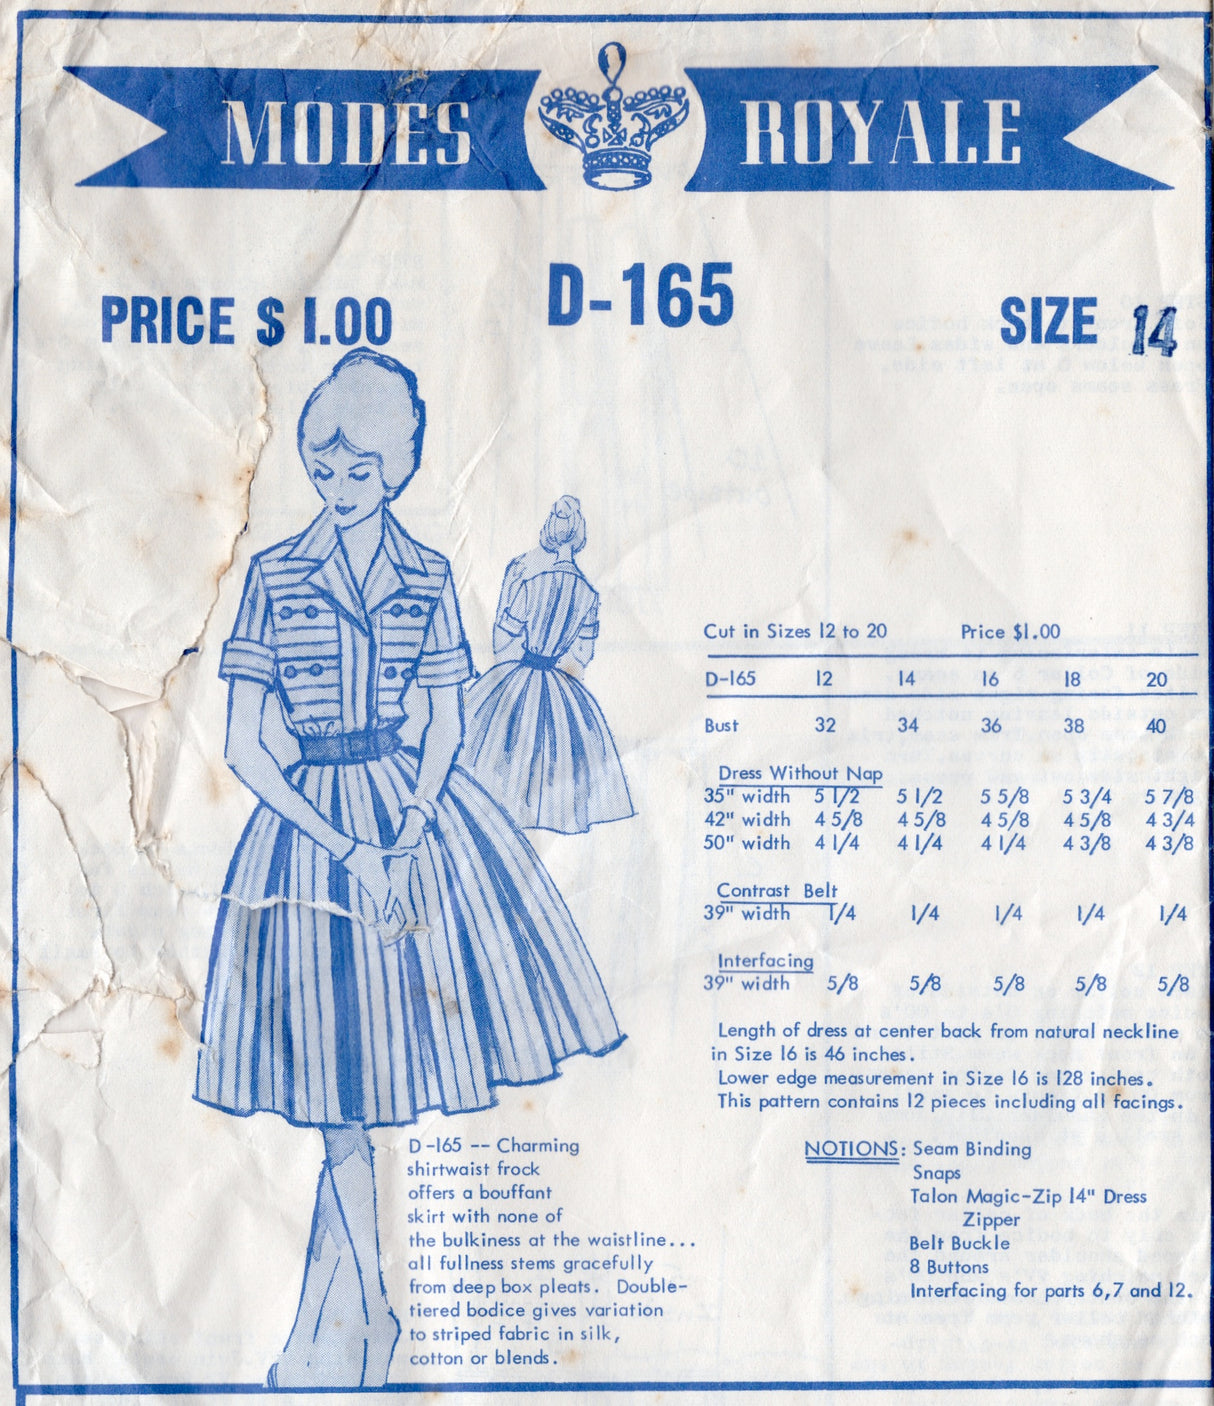 MODES ROYALE
D-165
PRICE $ 1.00
SIZE 14
Cut in Sizes 12 to 20 Price $1.00
D-165 12 14 16 18 20
Bust 32 34 36 38 40
Dress Without Nap
35" width 5 1/2 5 1/2 5 5/8 5 3/4 5 7/8
42" width 4 5/8 4 5/8 4 5/8 4 5/8 4 3/4
50" width 4 1/4 4 1/4 4 1/4 4 3/8 4 3/8
Contrast Belt
39" width 1/4 1/4 1/4 1/4 1/4
Interfacing
39" width 5/8 5/8 5/8 5/8 5/8
Length of dress at center back from natural neckline
in Size 16 is 46 inches.
Lower edge measurement in Size 16 is 128 inches.
This pattern contains 12 pieces including all facings.
NOTIONS: Seam Binding
Snaps
Talon Magic-Zip 14" Dress
Zipper
Belt Buckle
8 Buttons
Interfacing for parts 6,7 and 12.
D-165 -- Charming
shirtwaist frock
offers a bouffant
skirt with none of
the bulkiness at the waistline...
all fullness stems gracefully
from deep box pleats. Double-
tiered bodice gives variation
to striped fabric in silk,
cotton or blends.